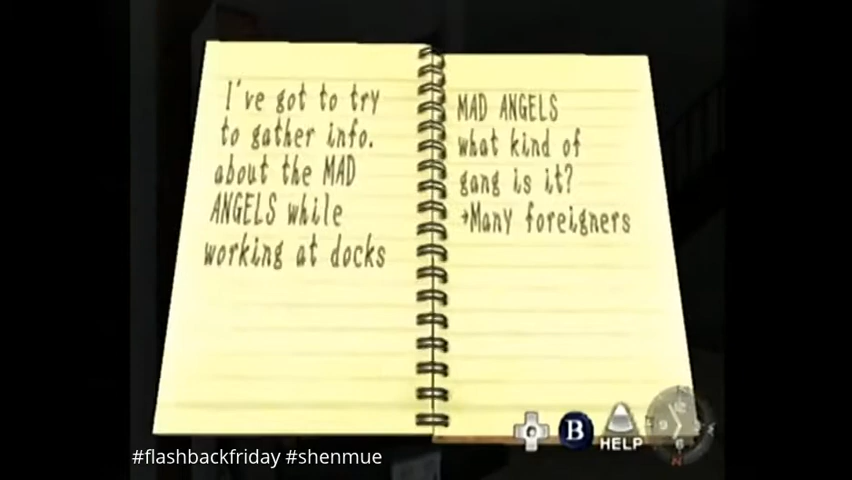 I've got to try
to gather info.
about the MAD
ANGELS while
working at docks
MAD ANGELS
what kind of
gang is it?
→Many foreigners
B
HELP
#flashbackfriday #shenmue